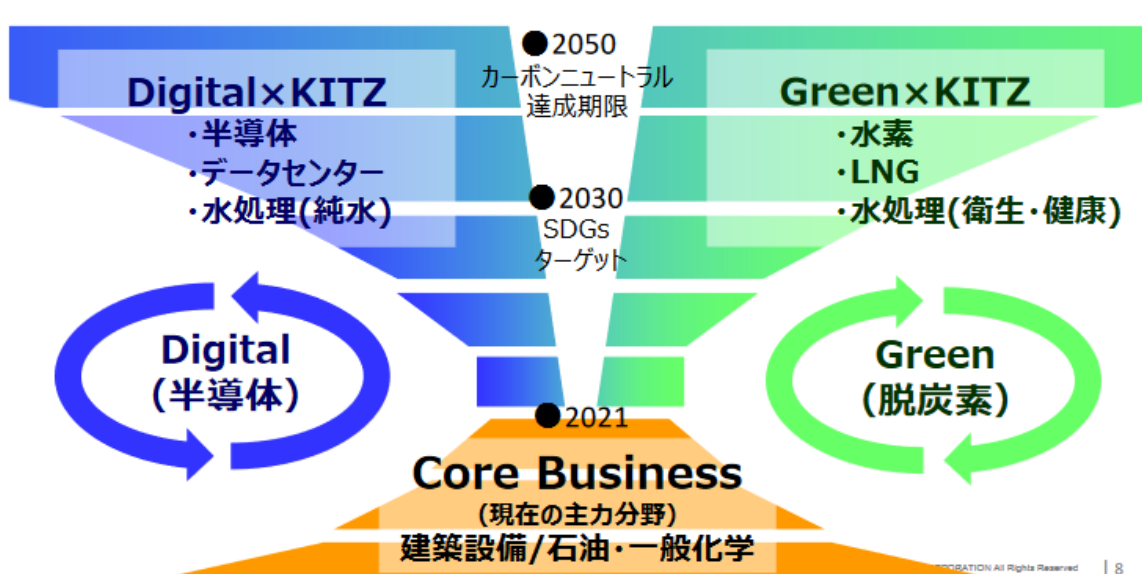 ●2050
カーボンニュートラル
達成期限
Digital×KITZ
・半導体
・データセンター
・水処理(純水)
Green×KITZ
・水素
・LNG
・水処理(衛生・健康)
●2030
SDGs
ターゲット
Digital
(半導体)
Green
(脱炭素)
●2021
Core Business
(現在の主力分野)
建築設備/石油・一般化学
All Rights Reserved | 8